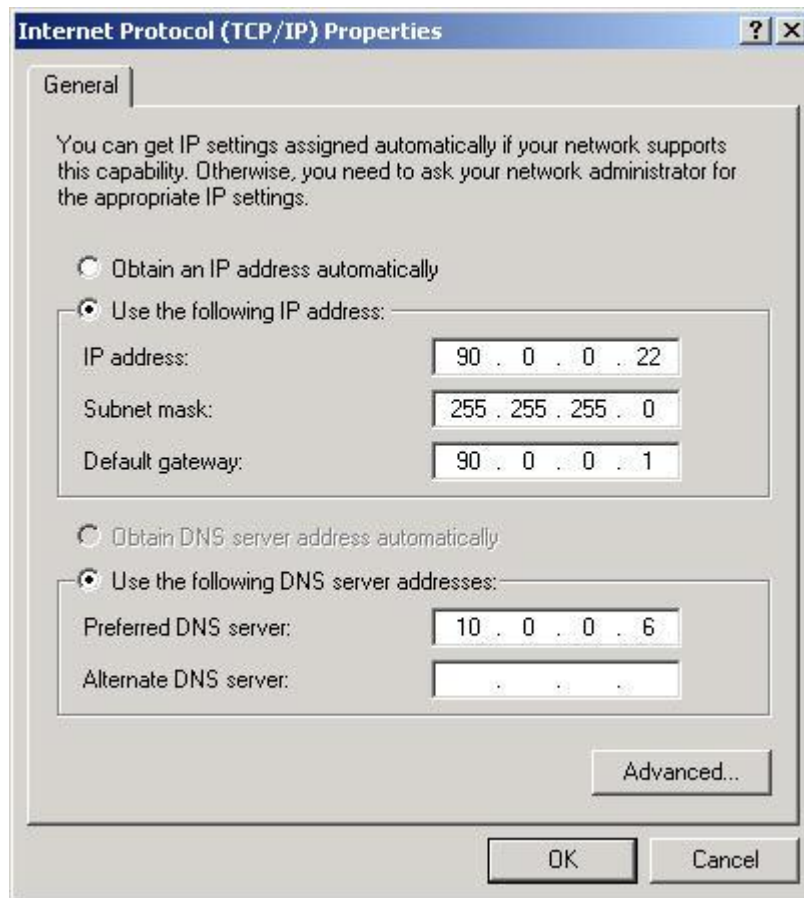 Internet Protocol (TCP/IP) Properties
General
You can get IP settings assigned automatically if your network supports
this capability. Otherwise, you need to ask your network administrator for
the appropriate IP settings.
Obtain an IP address automatically
Use the following IP address:
IP address: 90 . 0 . 0 . 22
Subnet mask: 255 . 255 . 255 . 0
Default gateway: 90 . 0 . 0 . 1
Obtain DNS server address automatically
Use the following DNS server addresses:
Preferred DNS server: 10 . 0 . 0 . 6
Alternate DNS server: . . .
Advanced...
OK Cancel